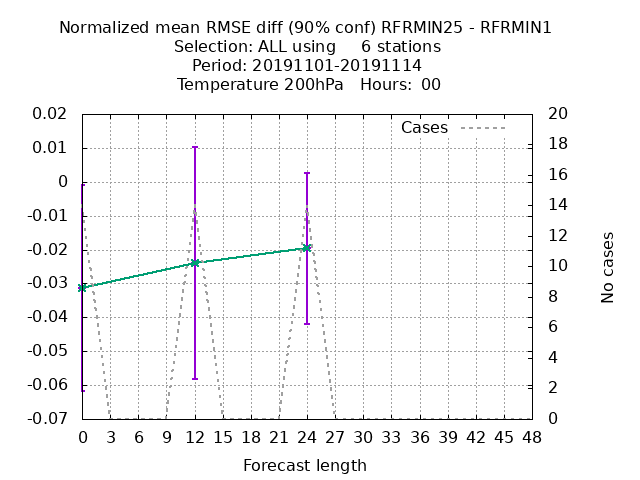 Normalized mean RMSE diff (90% conf) RFRMIN25 - RFRMIN1
Selection: ALL using 6 stations
Period: 20191101-20191114
Temperature 200hPa Hours: 00
Cases
0.02
0.01
0
-0.01
-0.02
-0.03
-0.04
-0.05
-0.06
-0.07
20
18
16
14
12
10
8
6
4
2
0
No cases
0 3 6 9 12 15 18 21 24 27 30 33 36 39 42 45 48
Forecast length